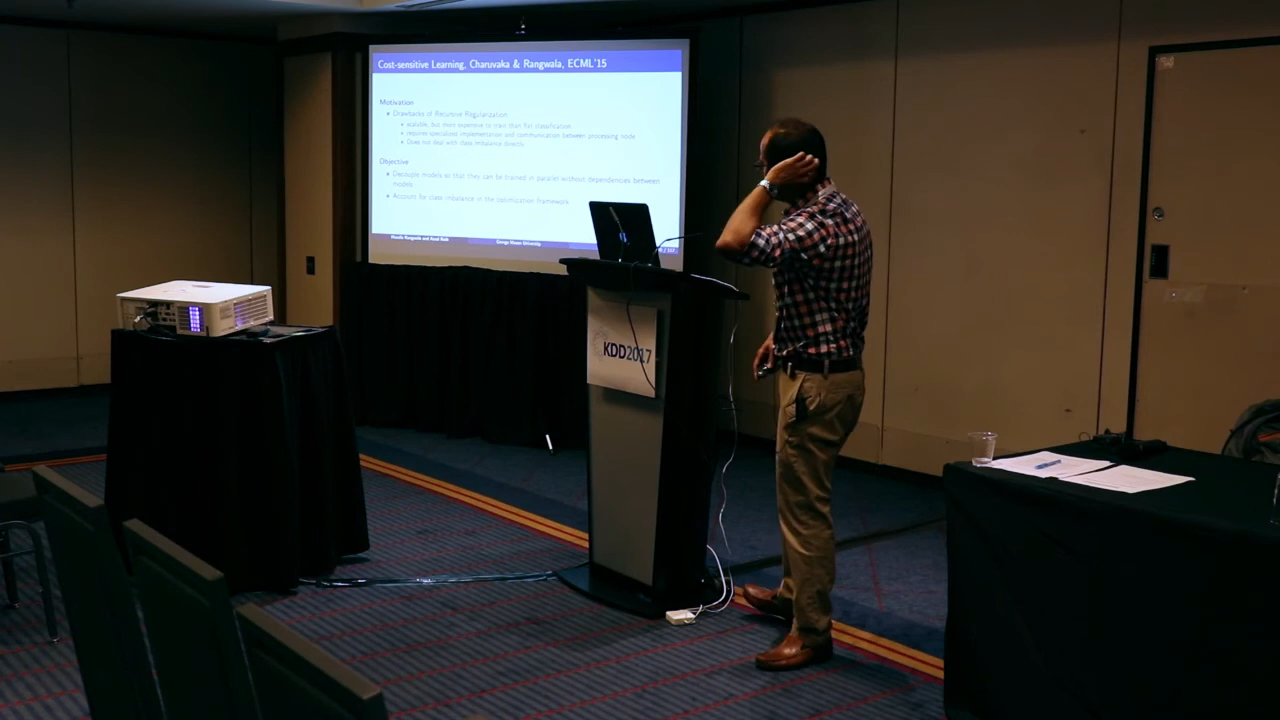 Cost-sensitive Learning, Charuvaka & Rangwala, ECML'15
Motivation
Drawbacks of Recursive Regularization
scalable, but more expensive to train than flat classification
requires specialized implementation and communication between processing node
Does not deal with class imbalance directly
Objective
Decouple models so that they can be trained in parallel without dependencies between
models
Account for class imbalance in the optimization framework
George Mason University
KDD2017